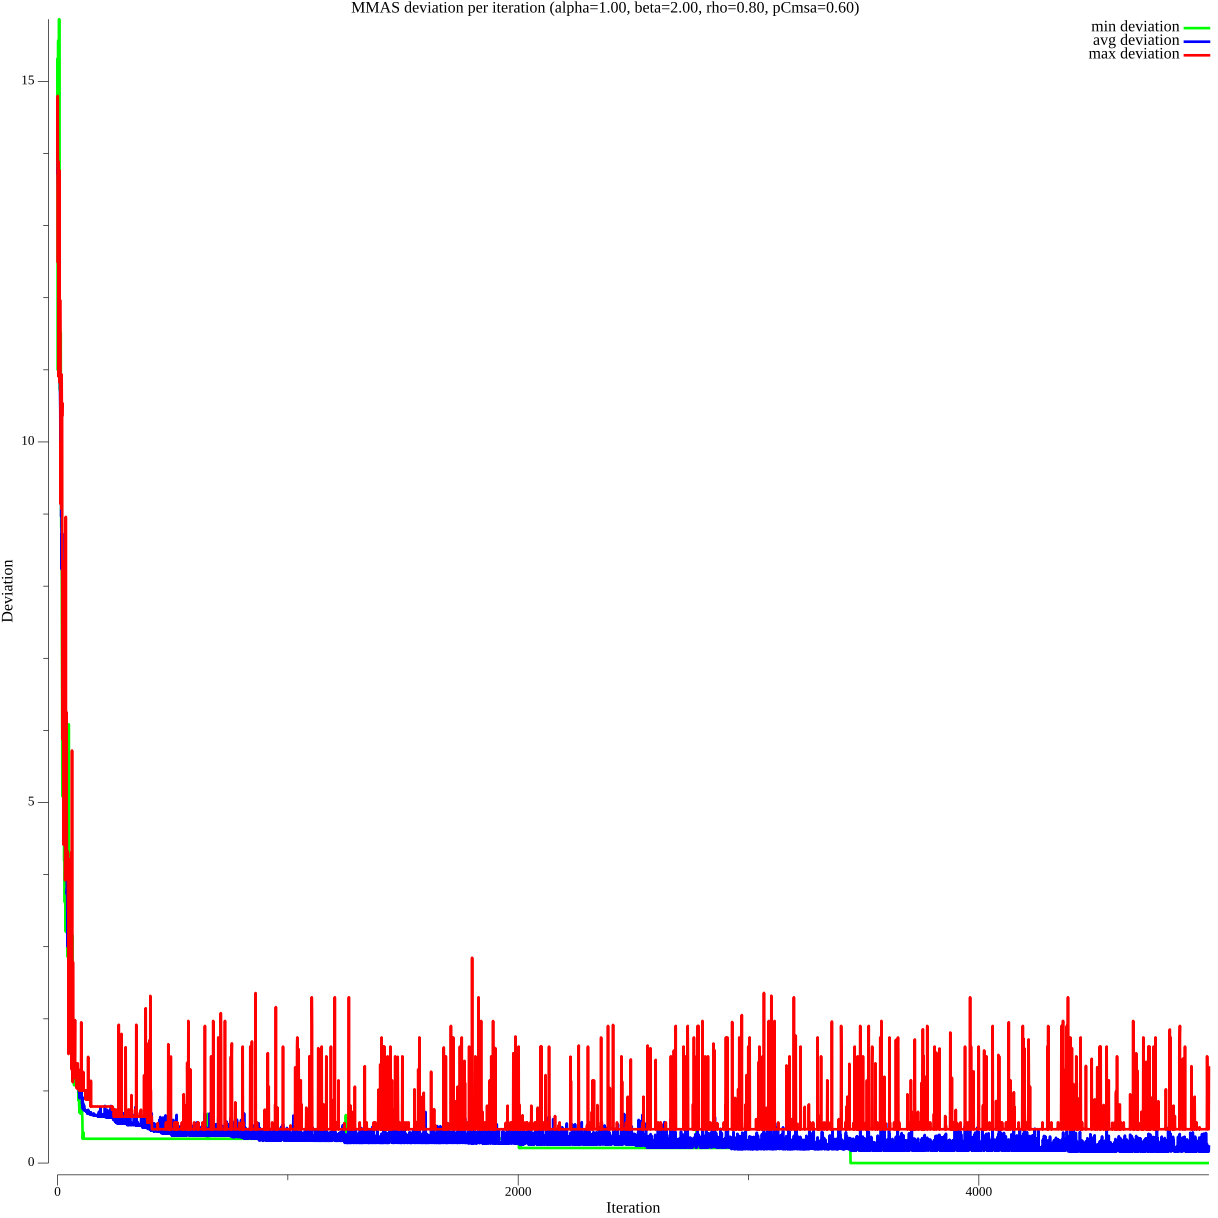 MMAS deviation per iteration (alpha=1.00, beta=2.00, rho=0.80, pCmsa=0.60)
min deviation
avg deviation
max deviation
15
10
5
0
Deviation
0
2000
4000
Iteration